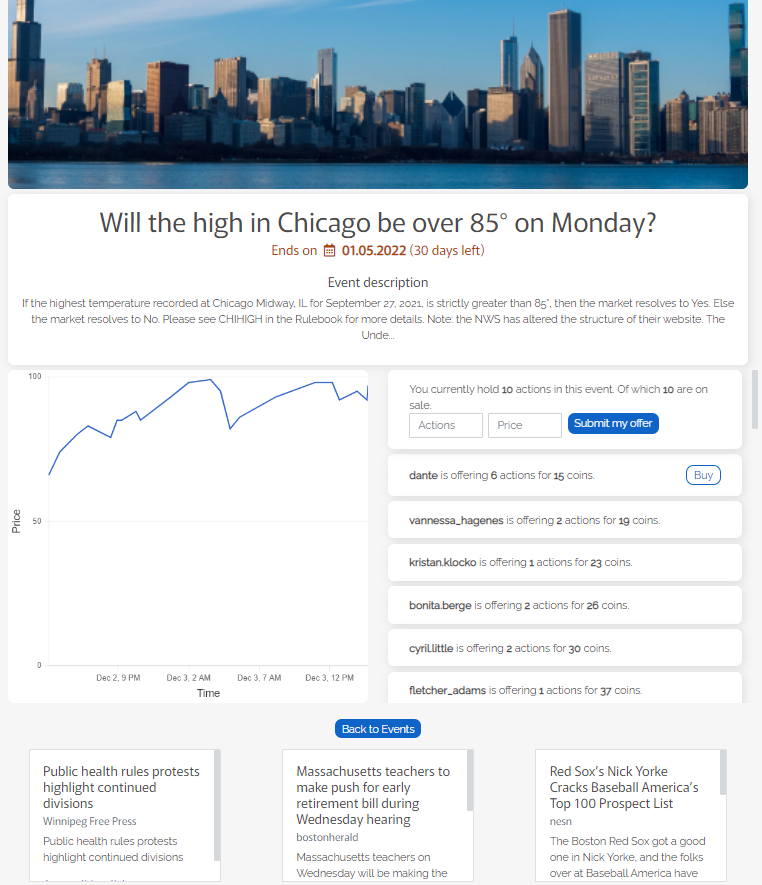 Will the high in Chicago be over 85° on Monday?
Ends on 01.05.2022 (30 days left)
Event description
If the highest temperature recorded at Chicago Midway, IL for September 27, 2021, is strictly greater than 85°, then the market resolves to Yes. Else
the market resolves to No. Please see CHIHIGH in the Rulebook for more details. Note: the NWS has altered the structure of their website. The
Unde...
100
50
0
Price
Dec 2, 9 PM
Dec 3, 2 AM
Dec 3, 7 AM
Dec 3, 12 PM
Time
You currently hold 10 actions in this event. Of which 10 are on
sale.
Actions
Price
Submit my offer
dante is offering 6 actions for 15 coins.
Buy
vannessa_hagenes is offering 2 actions for 19 coins.
kristan.klocko is offering 1 actions for 23 coins.
bonita.berge is offering 2 actions for 26 coins.
cyril.little is offering 2 actions for 30 coins.
fletcher_adams is offering 1 actions for 37 coins.
Back to Events
Public health rules protests
highlight continued
divisions
Winnipeg Free Press
Public health rules protests
highlight continued divisions
Massachusetts teachers to
make push for early
retirement bill during
Wednesday hearing
bostonherald
Massachusetts teachers on
Wednesday will be making the
Red Sox's Nick Yorke
Cracks Baseball America's
Top 100 Prospect List
nesn
The Boston Red Sox got a good
one in Nick Yorke, and the folks
over at Baseball America have